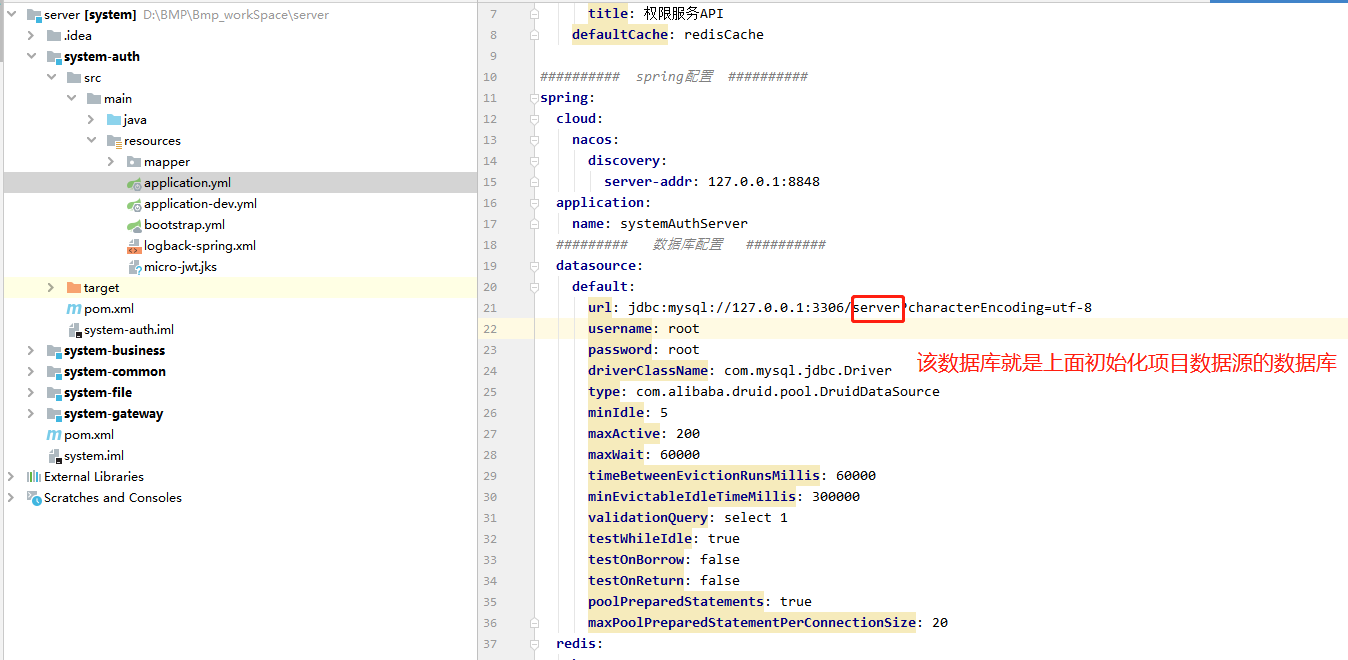 server [system] D:\BMP\Bmp_workSpace\server
.idea
system-auth
src
main
java
resources
mapper
application.yml
application-dev.yml
bootstrap.yml
logback-spring.xml
micro-jwt.jks
target
pom.xml
system-auth.iml
system-business
system-common
system-file
system-gateway
pom.xml
system.iml
External Libraries
Scratches and Consoles
7 title: 权限服务API
8 defaultCache: redisCache
9
10 ########## spring配置 ##########
11 spring:
12 cloud:
13 nacos:
14 discovery:
15 server-addr: 127.0.0.1:8848
16 application:
17 name: systemAuthServer
18 ######### 数据库配置 ##########
19 datasource:
20 default:
21 url: jdbc:mysql://127.0.0.1:3306/server?characterEncoding=utf-8
22 username: root
23 password: root
该数据库就是上面初始化项目数据源的数据库
24 driverClassName: com.mysql.jdbc.Driver
25 type: com.alibaba.druid.pool.DruidDataSource
26 minIdle: 5
27 maxActive: 200
28 maxWait: 60000
29 timeBetweenEvictionRunsMillis: 60000
30 minEvictableIdleTimeMillis: 300000
31 validationQuery: select 1
32 testWhileIdle: true
33 testOnBorrow: false
34 testOnReturn: false
35 poolPreparedStatements: true
36 maxPoolPreparedStatementPerConnectionSize: 20
37 redis: